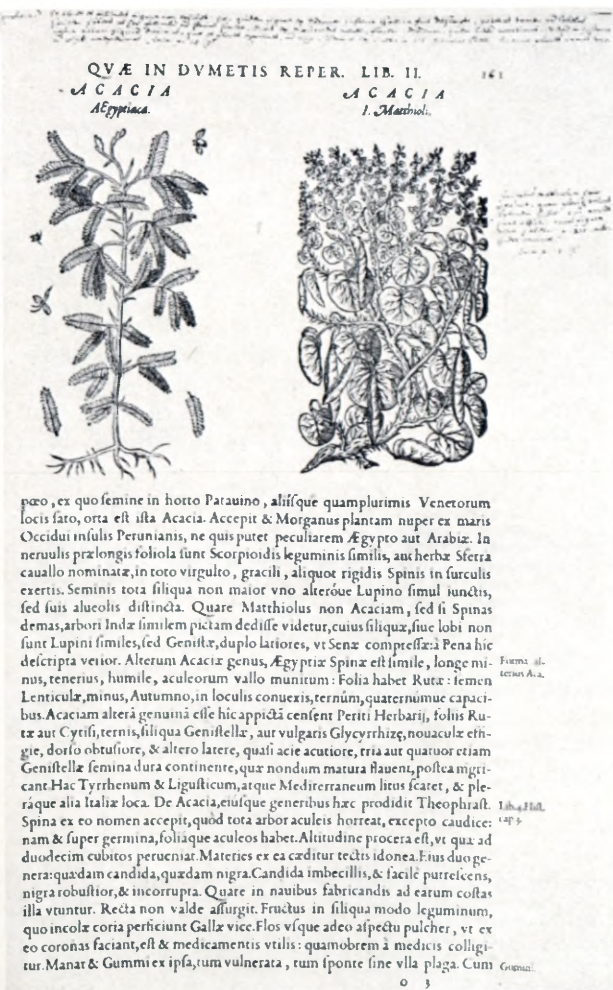 QVÆ IN DVMETIS REPER. LIB. II. 161
ACACIA
AEgyptiaca.
ACACIA
I. Matthioli.
pæo, ex quo semine in horto Patauino, aliisque quamplurimis Venetorum
locis sato, orta est ista Acacia. Accepit & Morganus plantam nuper ex maris
Occidui insulis Perunianis, ne quis putet peculiarem Ægypto aut Arabiæ. In
neruulis prælongis foliola sunt Scorpioidis leguminis similis, aut herbæ Sferra
cauallo nominatæ, in toto virgulto, gracili, aliquot rigidis Spinis in surculis
exertis. Seminis tota siliqua non maior vno alteróue Lupino simul iunctis,
sed suis alueolis distincta. Quare Matthiolus non Acaciam, sed si Spinas
demas, arbori Indæ similem pictam dedisse videtur, cuius siliquæ, siue lobi non
sunt Lupini similes, sed Genistæ, duplo latiores, vt Senæ compressæ: à Pena hic
descripta verior. Alterum Acaciæ genus, Ægyptiæ Spinæ est simile, longe mi-
nus, tenerius, humile, aculeorum vallo munitum: Folia habet Rutæ: semen
Lenticulæ, minus, Autumno, in loculis conuexis, ternûm, quaternûmue capaci-
bus. Acaciam alterā genuinā esse hic appictā censent Periti Herbarij, foliis Ru-
tæ aut Cytisi, ternis, siliqua Genistellæ, aut vulgaris Glycyrrhizę, nouaculæ effi-
gie, dorso obtusiore, & altero latere, quasi acie acutiore, tria aut quatuor etiam
Genistellæ semina dura continente, quæ nondum matura flauent, postea nigri-
cant. Hac Tyrrhenum & Ligusticum, atque Mediterraneum litus scatet, & ple-
ráque alia Italiæ loca. De Acacia, eiusque generibus hæc prodidit Theophrast.
Spina ex eo nomen accepit, quòd tota arbor aculeis horreat, excepto caudice:
nam & super germina, foliáque aculeos habet. Altitudine procera est, vt qua ad
duodecim cubitos perueniat. Materies ex ea cæditur tectis idonea. Eius duo ge-
nera: quædam candida, quædam nigra. Candida imbecillis, & facilè putrescens,
nigra robustior, & incorrupta. Quare in nauibus fabricandis ad earum costas
illa vtuntur. Recta non valde assurgit. Fructus in siliqua modo leguminum,
quo incolæ coria perficiunt Gallæ vice. Flos vsque adeo aspectu pulcher, vt ex
eo coronas faciant, est & medicamentis vtilis: quamobrem à medicis colligi-
tur. Manat & Gummi ex ipsa, tum vulnerata, tum sponte sine vlla plaga. Cum
Forma al-
terius Aca.
Lib. 4. Hist.
cap. 3.
Gummi.
o 3